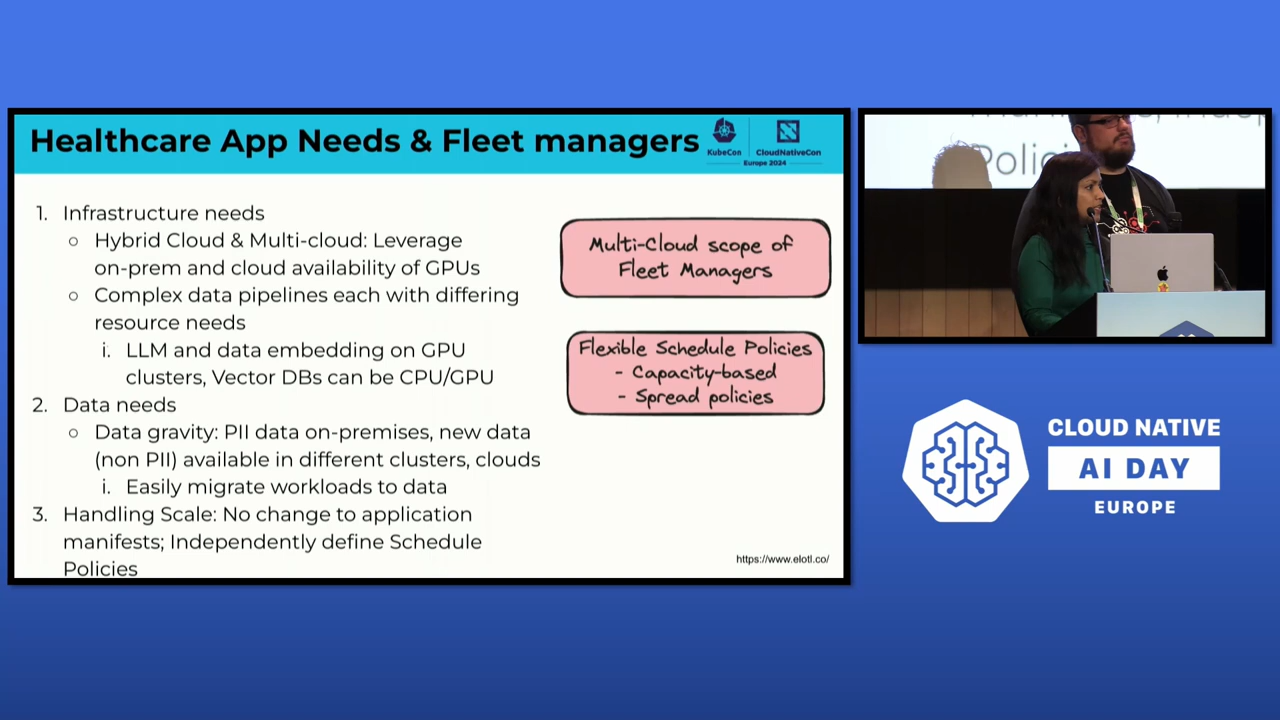 Healthcare App Needs & Fleet managers
KubeCon
CloudNativeCon
Europe 2024
1. Infrastructure needs
○ Hybrid Cloud & Multi-cloud: Leverage
on-prem and cloud availability of GPUs
○ Complex data pipelines each with differing
resource needs
i. LLM and data embedding on GPU
clusters, Vector DBs can be CPU/GPU
2. Data needs
○ Data gravity: PII data on-premises, new data
(non PII) available in different clusters, clouds
i. Easily migrate workloads to data
3. Handling Scale: No change to application
manifests; Independently define Schedule
Policies
Multi-Cloud scope of
Fleet Managers
Flexible Schedule Policies
- Capacity-based
- Spread policies
https://www.elotl.co/
CLOUD NATIVE
AI DAY
EUROPE